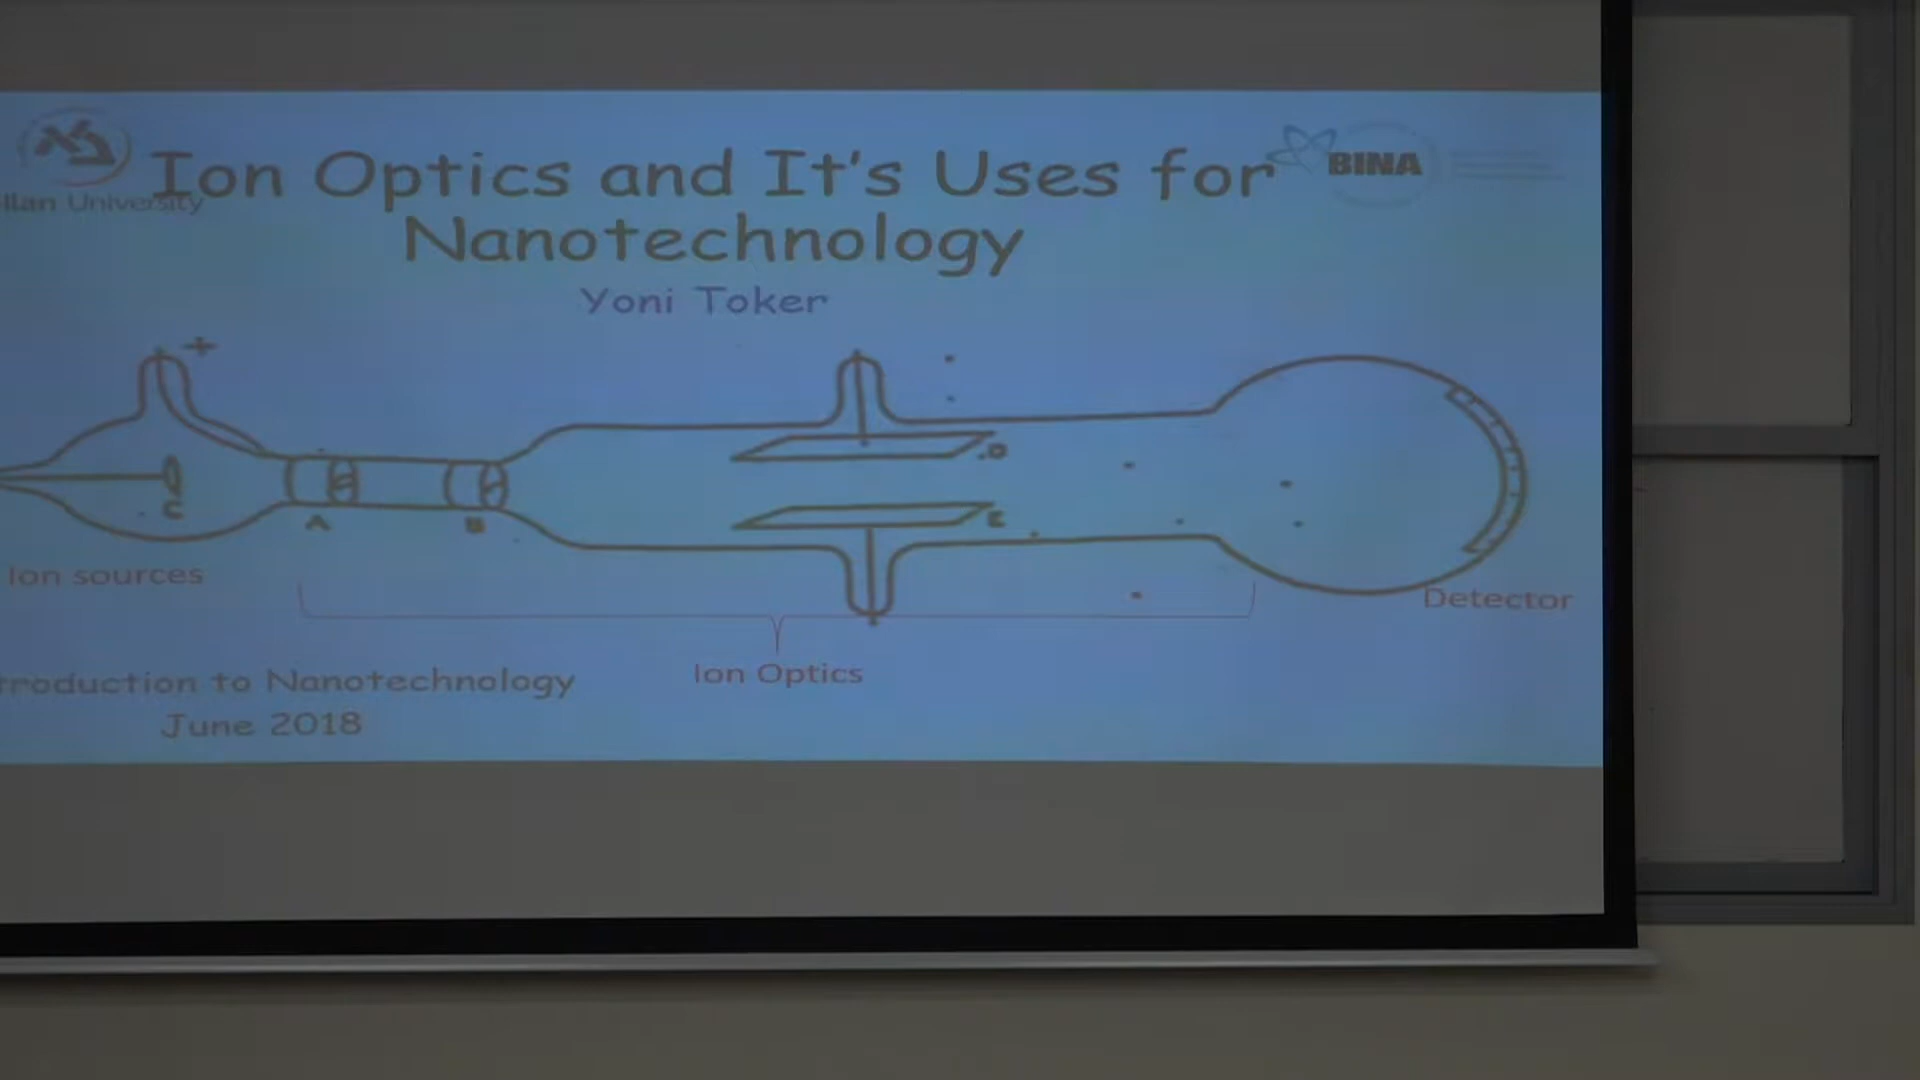 Ion Optics and It's Uses for
Nanotechnology
Ilan University
BINA
Yoni Toker
+
C
A
B
D
E
Ion sources
Detector
Ion Optics
troduction to Nanotechnology
June 2018